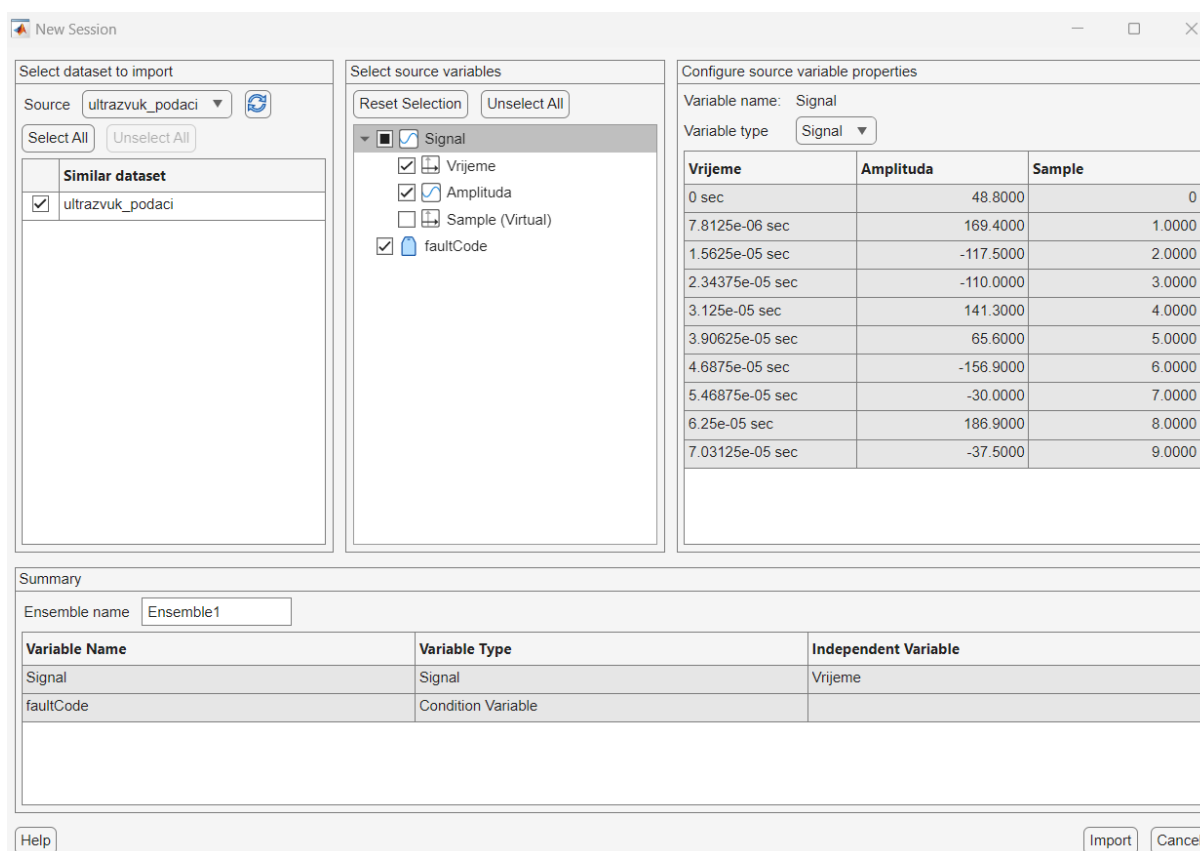 New Session
Select dataset to import
Source ultrazvuk_podaci
Select All Unselect All
Similar dataset
ultrazvuk_podaci
Select source variables
Reset Selection Unselect All
Signal
Vrijeme
Amplituda
Sample (Virtual)
faultCode
Configure source variable properties
Variable name: Signal
Variable type Signal
Vrijeme Amplituda Sample
0 sec 48.8000 0
7.8125e-06 sec 169.4000 1.0000
1.5625e-05 sec -117.5000 2.0000
2.34375e-05 sec -110.0000 3.0000
3.125e-05 sec 141.3000 4.0000
3.90625e-05 sec 65.6000 5.0000
4.6875e-05 sec -156.9000 6.0000
5.46875e-05 sec -30.0000 7.0000
6.25e-05 sec 186.9000 8.0000
7.03125e-05 sec -37.5000 9.0000
Summary
Ensemble name Ensemble1
Variable Name Variable Type Independent Variable
Signal Signal Vrijeme
faultCode Condition Variable
Help Import Cancel